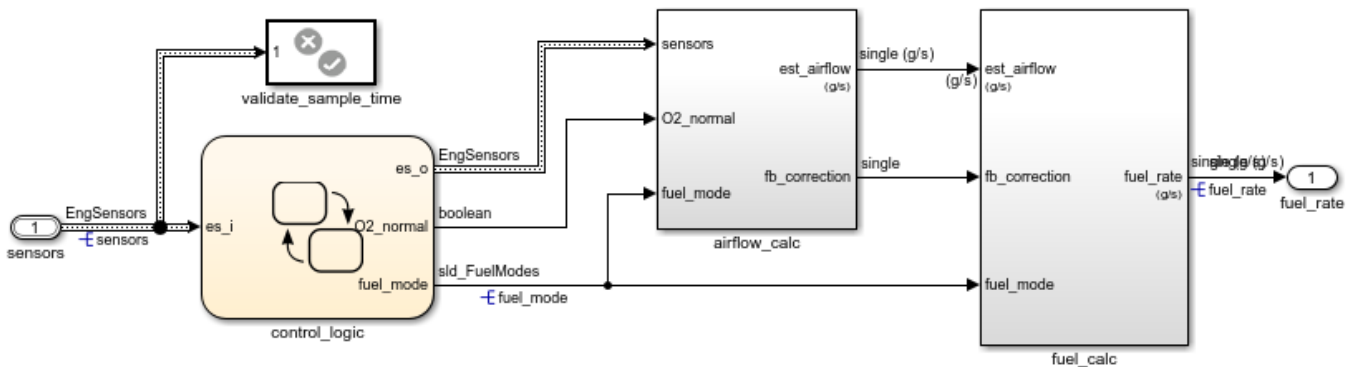 1
validate_sample_time
sensors
est_airflow
(g/s)
O2_normal
fb_correction
fuel_mode
airflow_calc
single (g/s)
(g/s)
single
est_airflow
(g/s)
fb_correction
fuel_rate
(g/s)
fuel_mode
fuel_calc
fuel_rate
1
fuel_rate
EngSensors
es_o
boolean
O2_normal
sld_FuelModes
fuel_mode
fuel_mode
EngSensors
sensors
1
sensors
es_i
control_logic